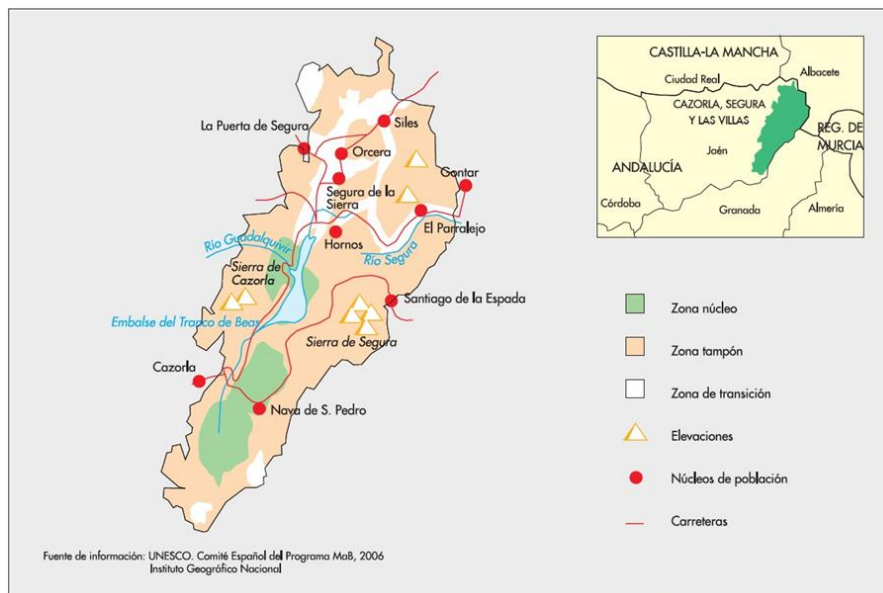 La Puerta de Segura
Siles
Orcera
Segura de la
Sierra
Gontar
El Parralejo
Hornos
Río Guadalquivir
Río Segura
Sierra de
Cazorla
Santiago de la Espada
Embalse del Tranco de Beas
Sierra de Segura
Cazorla
Nava de S. Pedro
Fuente de información: UNESCO. Comité Español del Programa MaB, 2006
Instituto Geográfico Nacional
CASTILLA-LA MANCHA
Ciudad Real
Albacete
CAZORLA, SEGURA
Y LAS VILLAS
REG. DE
MURCIA
Jaén
ANDALUCÍA
Córdoba
Granada
Almería
Zona núcleo
Zona tampón
Zona de transición
Elevaciones
Núcleos de población
Carreteras